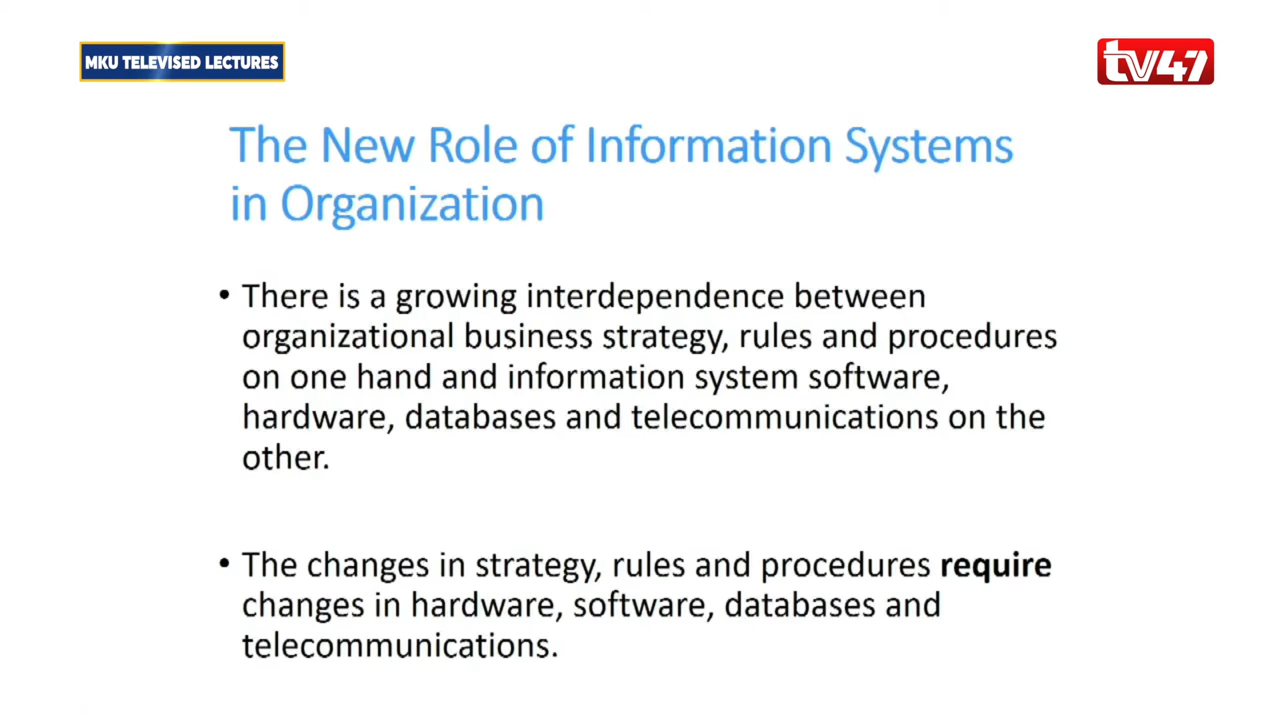 MKU TELEVISED LECTURES
tv47
The New Role of Information Systems
in Organization
• There is a growing interdependence between
organizational business strategy, rules and procedures
on one hand and information system software,
hardware, databases and telecommunications on the
other.
• The changes in strategy, rules and procedures require
changes in hardware, software, databases and
telecommunications.